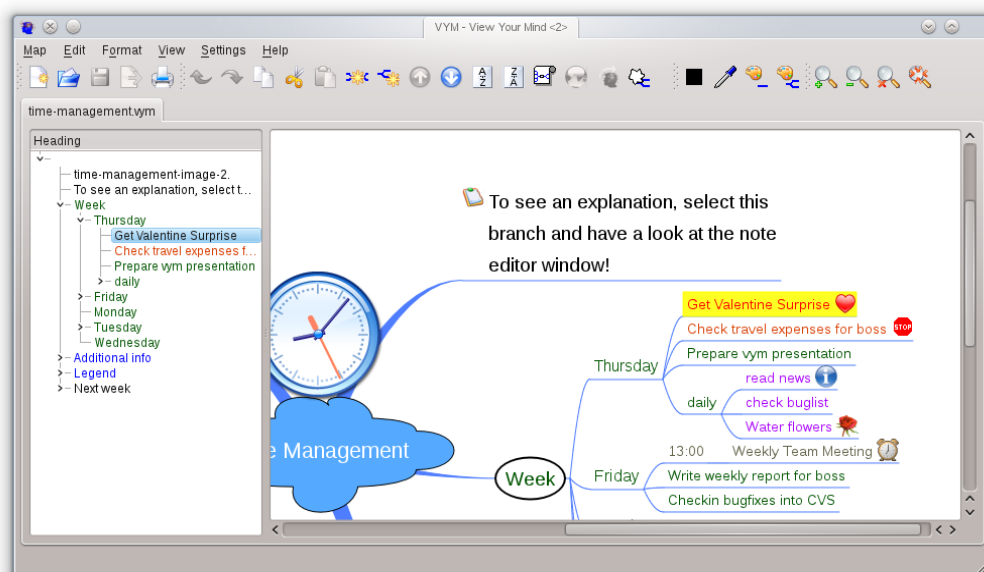 VYM - View Your Mind <2>
Map Edit Format View Settings Help
A Z
Z A
time-management.vym
Heading
time-management-image-2.
To see an explanation, select t...
Week
Thursday
Get Valentine Surprise
Check travel expenses f...
Prepare vym presentation
daily
Friday
Monday
Tuesday
Wednesday
Additional info
Legend
Next week
To see an explanation, select this
branch and have a look at the note
editor window!
Get Valentine Surprise
Check travel expenses for boss STOP
Thursday
Prepare vym presentation
read news
daily
check buglist
Water flowers
e Management
Week
13:00 Weekly Team Meeting
Friday
Write weekly report for boss
Checkin bugfixes into CVS